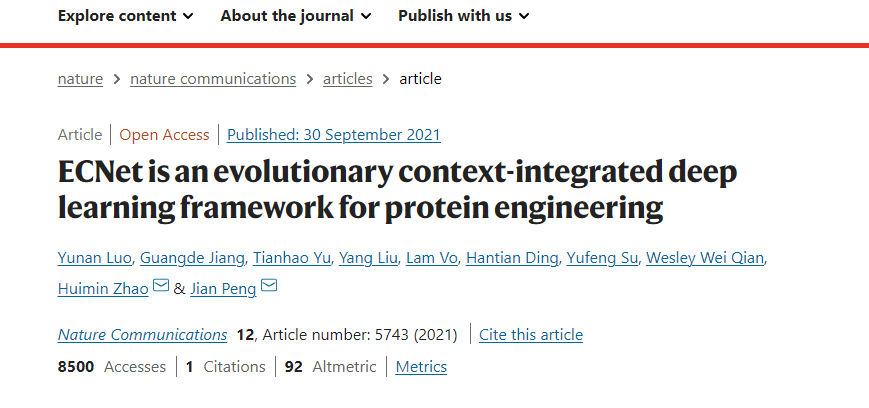 Explore content About the journal Publish with us
nature > nature communications > articles > article
Article | Open Access | Published: 30 September 2021
ECNet is an evolutionary context-integrated deep
learning framework for protein engineering
Yunan Luo, Guangde Jiang, Tianhao Yu, Yang Liu, Lam Vo, Hantian Ding, Yufeng Su, Wesley Wei Qian,
Huimin Zhao & Jian Peng
Nature Communications 12, Article number: 5743 (2021) | Cite this article
8500 Accesses | 1 Citations | 92 Altmetric | Metrics